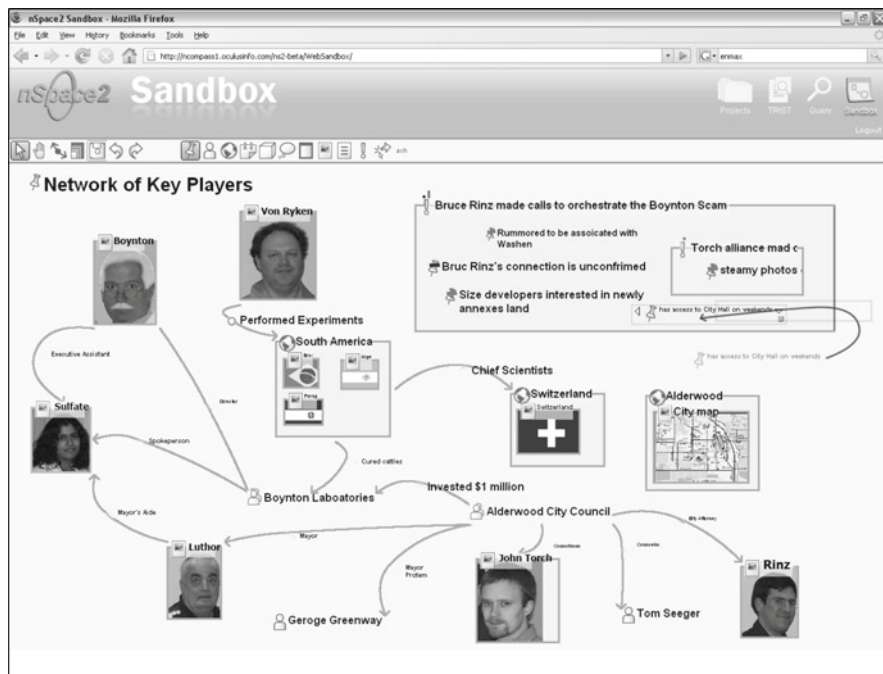 nSpace2 Sandbox - Mozilla Firefox
File Edit View History Bookmarks Tools Help
http://ncompass1.oculusinfo.com/ns2-beta/WebSandbox/
enmax
nSpace2 Sandbox
Projects TRIST Query Sandbox
Logout
ach
Network of Key Players
Boynton
Von Ryken
Bruce Rinz made calls to orchestrate the Boynton Scam
Rummored to be assoicated with
Washen
Bruc Rinz's connection is unconfrimed
Size developers interested in newly
annexes land
Torch alliance mad c
steamy photos
has access to City Hall on weekends
has access to City Hall on weekends
Performed Experiments
South America
Executive Assistant
Director
Chief Scientists
Switzerland
Switzerland
Alderwood
City map
Sulfate
Spokeperson
Cured cattles
Boynton Laboatories
Invested $1 million
Alderwood City Council
Mayor's Aide
Mayor
Luthor
Mayor
Protem
Geroge Greenway
John Torch
Tom Seeger
Rinz